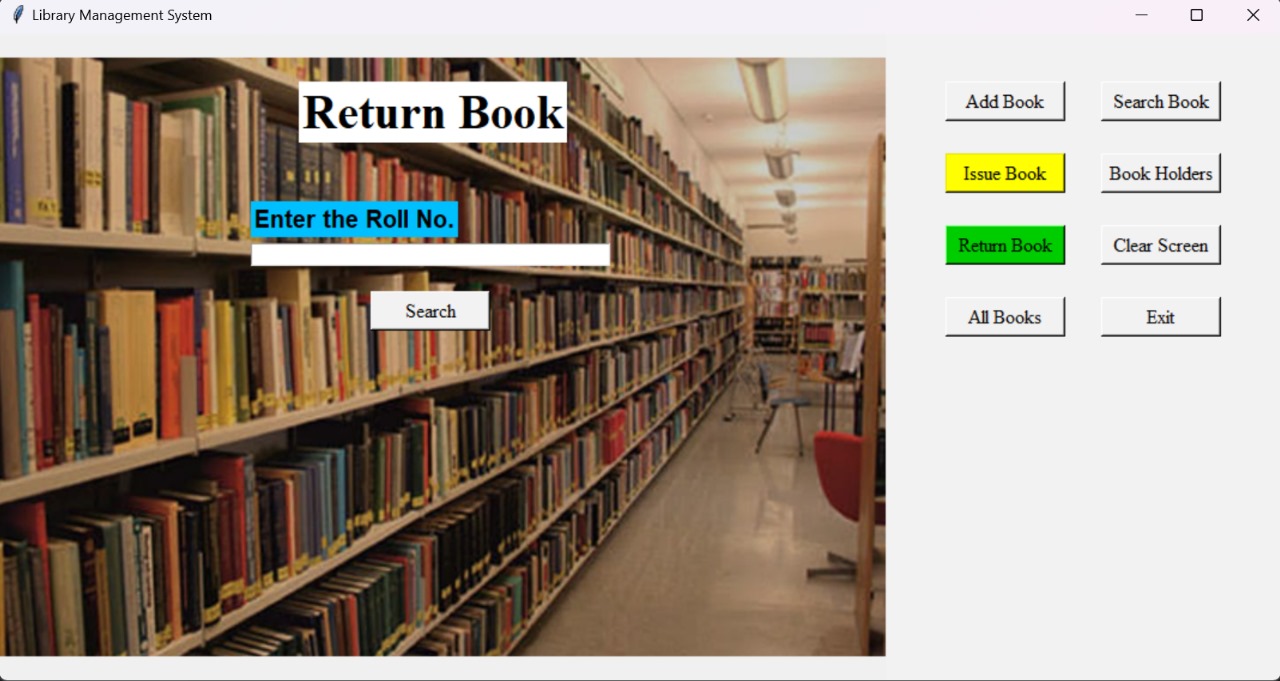 Library Management System
Return Book
Enter the Roll No.
Search
Add Book
Search Book
Issue Book
Book Holders
Return Book
Clear Screen
All Books
Exit